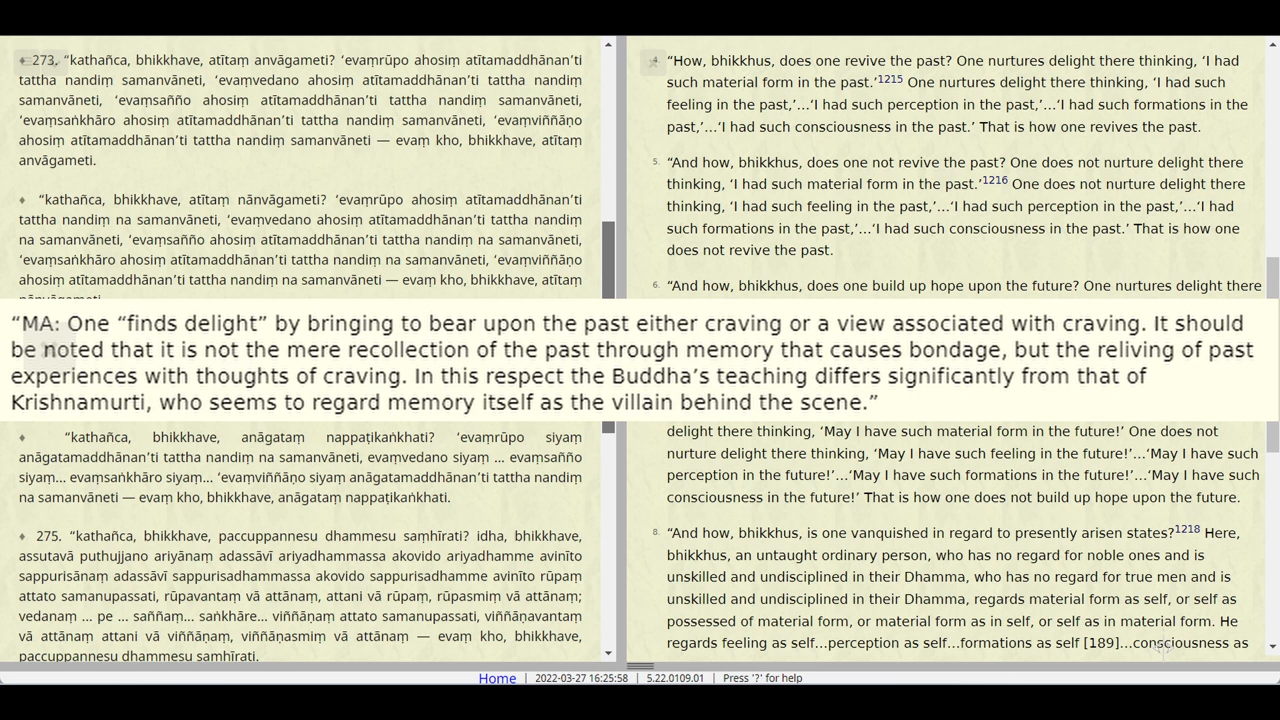 ♦ 273. “kathañca, bhikkhave, atītaṃ anvāgameti? ‘evaṃrūpo ahosiṃ atītamaddhānan’ti
tattha nandiṃ samanvāneti, ‘evaṃvedano ahosiṃ atītamaddhānan’ti tattha nandiṃ
samanvāneti, ‘evaṃsañño ahosiṃ atītamaddhānan’ti tattha nandiṃ samanvāneti,
‘evaṃsaṅkhāro ahosiṃ atītamaddhānan’ti tattha nandiṃ samanvāneti, ‘evaṃviññāṇo
ahosiṃ atītamaddhānan’ti tattha nandiṃ samanvāneti — evaṃ kho, bhikkhave, atītaṃ
anvāgameti.
♦ “kathañca, bhikkhave, atītaṃ nānvāgameti? ‘evaṃrūpo ahosiṃ atītamaddhānan’ti
tattha nandiṃ na samanvāneti, ‘evaṃvedano ahosiṃ atītamaddhānan’ti tattha nandiṃ
na samanvāneti, ‘evaṃsañño ahosiṃ atītamaddhānan’ti tattha nandiṃ na samanvāneti,
‘evaṃsaṅkhāro ahosiṃ atītamaddhānan’ti tattha nandiṃ na samanvāneti, ‘evaṃviññāṇo
ahosiṃ atītamaddhānan’ti tattha nandiṃ na samanvāneti — evaṃ kho, bhikkhave, atītaṃ
4. “How, bhikkhus, does one revive the past? One nurtures delight there thinking, ‘I had
such material form in the past.’1215 One nurtures delight there thinking, ‘I had such
feeling in the past,’…‘I had such perception in the past,’…‘I had such formations in the
past,’…‘I had such consciousness in the past.’ That is how one revives the past.
5. “And how, bhikkhus, does one not revive the past? One does not nurture delight there
thinking, ‘I had such material form in the past.’1216 One does not nurture delight there
thinking, ‘I had such feeling in the past,’…‘I had such perception in the past,’…‘I had
such formations in the past,’…‘I had such consciousness in the past.’ That is how one
does not revive the past.
6. “And how, bhikkhus, does one build up hope upon the future? One nurtures delight there
“MA: One “finds delight” by bringing to bear upon the past either craving or a view associated with craving. It should
be noted that it is not the mere recollection of the past through memory that causes bondage, but the reliving of past
experiences with thoughts of craving. In this respect the Buddha’s teaching differs significantly from that of
Krishnamurti, who seems to regard memory itself as the villain behind the scene.”
♦ “kathañca, bhikkhave, anāgataṃ nappaṭikaṅkhati? ‘evaṃrūpo siyaṃ
anāgatamaddhānan’ti tattha nandiṃ na samanvāneti, evaṃvedano siyaṃ ... evaṃsañño
siyaṃ... evaṃsaṅkhāro siyaṃ... ‘evaṃviññāṇo siyaṃ anāgatamaddhānan’ti tattha nandiṃ
na samanvāneti — evaṃ kho, bhikkhave, anāgataṃ nappaṭikaṅkhati.
♦ 275. “kathañca, bhikkhave, paccuppannesu dhammesu saṃhīrati? idha, bhikkhave,
assutavā puthujjano ariyānaṃ adassāvī ariyadhammassa akovido ariyadhamme avinīto
sappurisānaṃ adassāvī sappurisadhammassa akovido sappurisadhamme avinīto rūpaṃ
attato samanupassati, rūpavantaṃ vā attānaṃ, attani vā rūpaṃ, rūpasmiṃ vā attānaṃ;
vedanaṃ ... pe ... saññaṃ... saṅkhāre... viññāṇaṃ attato samanupassati, viññāṇavantaṃ
vā attānaṃ attani vā viññāṇaṃ, viññāṇasmiṃ vā attānaṃ — evaṃ kho, bhikkhave,
paccuppannesu dhammesu saṃhīrati.
delight there thinking, ‘May I have such material form in the future!’ One does not
nurture delight there thinking, ‘May I have such feeling in the future!’…‘May I have such
perception in the future!’…‘May I have such formations in the future!’…‘May I have such
consciousness in the future!’ That is how one does not build up hope upon the future.
8. “And how, bhikkhus, is one vanquished in regard to presently arisen states?1218 Here,
bhikkhus, an untaught ordinary person, who has no regard for noble ones and is
unskilled and undisciplined in their Dhamma, who has no regard for true men and is
unskilled and undisciplined in their Dhamma, regards material form as self, or self as
possessed of material form, or material form as in self, or self as in material form. He
regards feeling as self…perception as self…formations as self [189]…consciousness as
Home | 2022-03-27 16:25:58 | 5.22.0109.01 | Press '?' for help